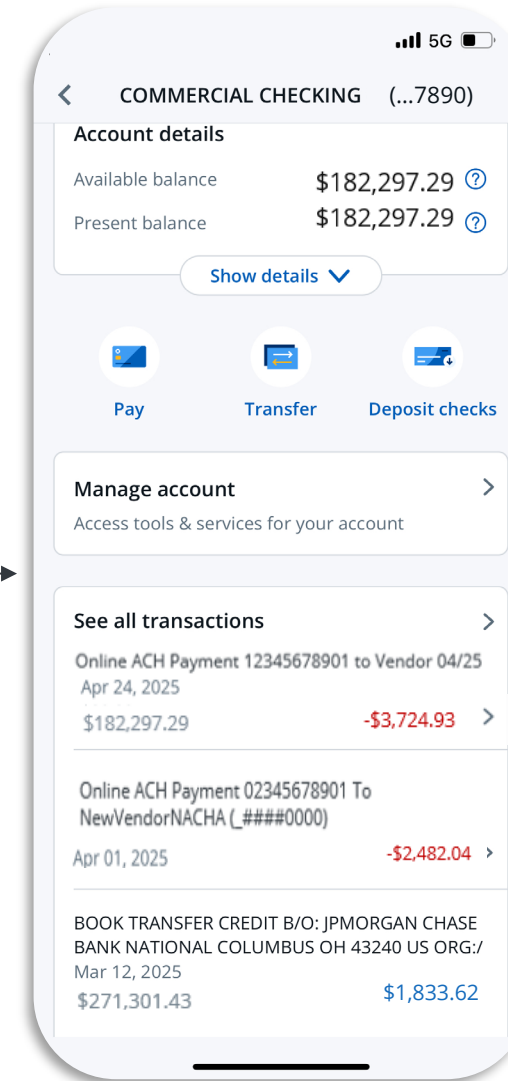 5G
COMMERCIAL CHECKING (...7890)
Account details
Available balance $182,297.29 ?
Present balance $182,297.29 ?
Show details
Pay Transfer Deposit checks
Manage account
Access tools & services for your account
See all transactions
Online ACH Payment 12345678901 to Vendor 04/25
Apr 24, 2025
$182,297.29 -$3,724.93
Online ACH Payment 02345678901 To
NewVendorNACHA (_####0000)
Apr 01, 2025 -$2,482.04
BOOK TRANSFER CREDIT B/O: JPMORGAN CHASE
BANK NATIONAL COLUMBUS OH 43240 US ORG:/
Mar 12, 2025
$271,301.43 $1,833.62